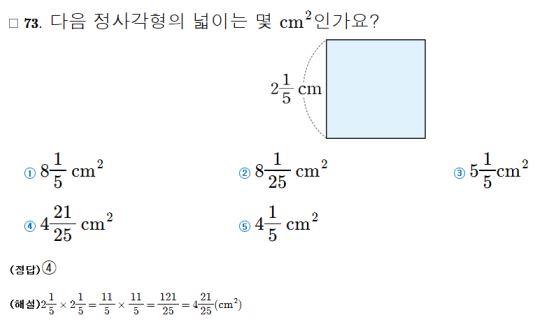 □ 73. 다음 정사각형의 넓이는 몇 cm²인가요?
2 1/5 cm
① 8 1/5 cm² ② 8 1/25 cm² ③ 5 1/5 cm²
④ 4 21/25 cm² ⑤ 4 1/5 cm²
(정답)④
(해설)2 1/5 × 2 1/5 = 11/5 × 11/5 = 121/25 = 4 21/25 (cm²)